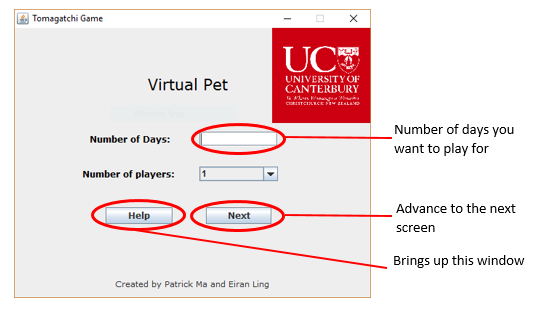 Tomagatchi Game
UC
UNIVERSITY OF
CANTERBURY
Te Whare Wānanga o Waitaha
CHRISTCHURCH NEW ZEALAND
Virtual Pet
Number of Days:
Number of days you
want to play for
Number of players:
1
Help
Next
Advance to the next
screen
Brings up this window
Created by Patrick Ma and Eiran Ling